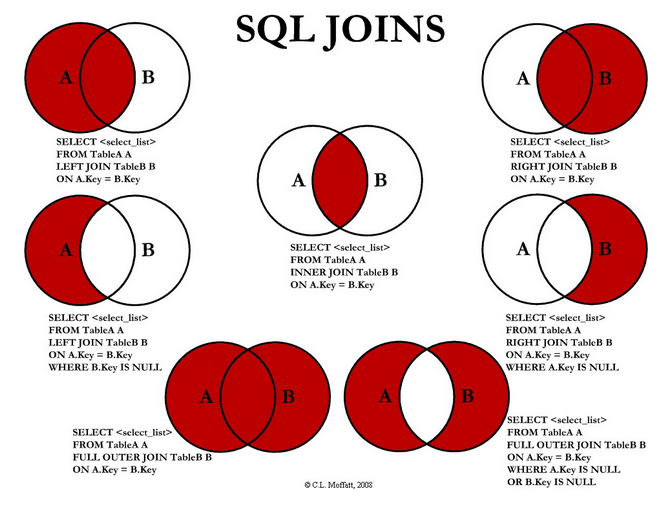 SQL JOINS
A B
SELECT <select_list>
FROM TableA A
LEFT JOIN TableB B
ON A.Key = B.Key
A B
SELECT <select_list>
FROM TableA A
RIGHT JOIN TableB B
ON A.Key = B.Key
A B
SELECT <select_list>
FROM TableA A
INNER JOIN TableB B
ON A.Key = B.Key
A B
SELECT <select_list>
FROM TableA A
LEFT JOIN TableB B
ON A.Key = B.Key
WHERE B.Key IS NULL
A B
SELECT <select_list>
FROM TableA A
RIGHT JOIN TableB B
ON A.Key = B.Key
WHERE A.Key IS NULL
A B
SELECT <select_list>
FROM TableA A
FULL OUTER JOIN TableB B
ON A.Key = B.Key
A B
SELECT <select_list>
FROM TableA A
FULL OUTER JOIN TableB B
ON A.Key = B.Key
WHERE A.Key IS NULL
OR B.Key IS NULL
© C.L. Moffatt, 2008